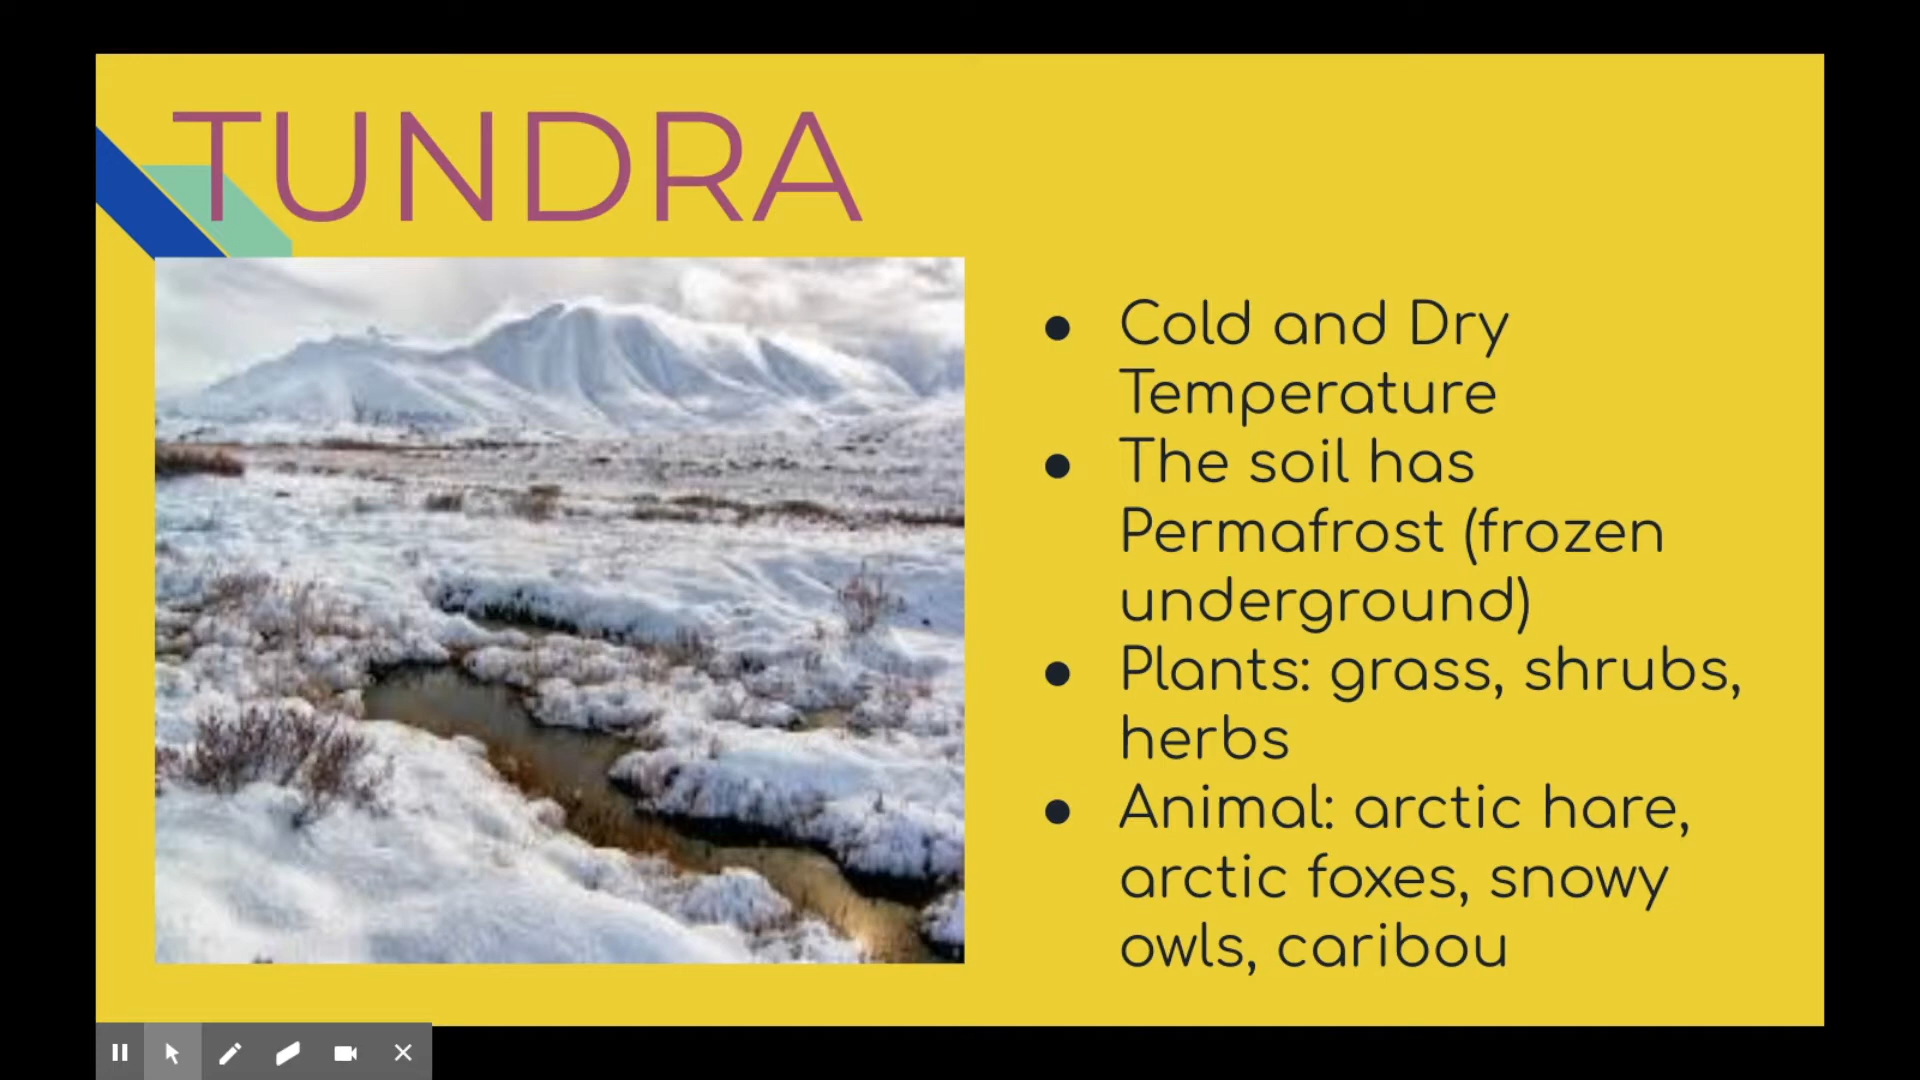 TUNDRA
● Cold and Dry
Temperature
● The soil has
Permafrost (frozen
underground)
● Plants: grass, shrubs,
herbs
● Animal: arctic hare,
arctic foxes, snowy
owls, caribou